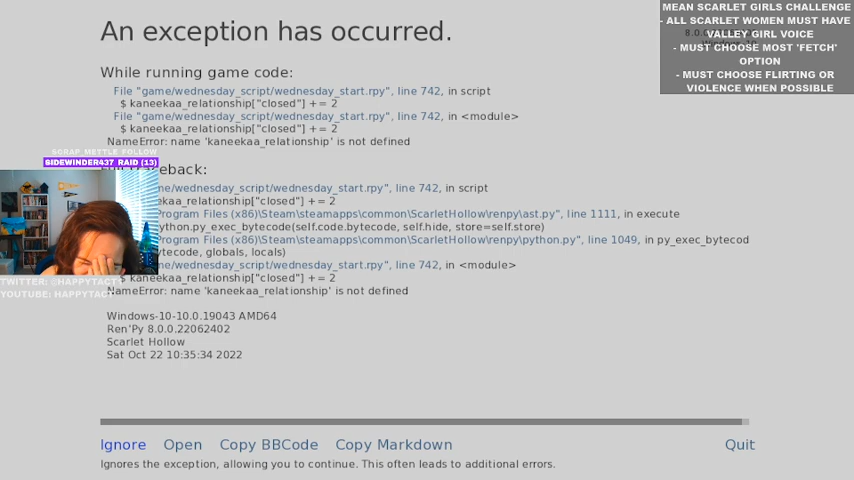 An exception has occurred.
MEAN SCARLET GIRLS CHALLENGE
- ALL SCARLET WOMEN MUST HAVE
VALLEY GIRL VOICE
- MUST CHOOSE MOST 'FETCH'
OPTION
- MUST CHOOSE FLIRTING OR
VIOLENCE WHEN POSSIBLE
While running game code:
File "game/wednesday_script/wednesday_start.rpy", line 742, in script
$ kaneekaa_relationship["closed"] += 2
File "game/wednesday_script/wednesday_start.rpy", line 742, in <module>
$ kaneekaa_relationship["closed"] += 2
NameError: name 'kaneekaa_relationship' is not defined
SCRAP_METTLE FOLLOW
SIDEWINDER437 RAID (13)
traceback:
me/wednesday_script/wednesday_start.rpy", line 742, in script
kaneekaa_relationship["closed"] += 2
Program Files (x86)\Steam\steamapps\common\ScarletHollow\renpy\ast.py", line 1111, in execute
python.py_exec_bytecode(self.code.bytecode, self.hide, store=self.store)
Program Files (x86)\Steam\steamapps\common\ScarletHollow\renpy\python.py", line 1049, in py_exec_bytecod
bytecode, globals, locals)
me/wednesday_script/wednesday_start.rpy", line 742, in <module>
$ kaneekaa_relationship["closed"] += 2
NameError: name 'kaneekaa_relationship' is not defined
TWITTER: @HAPPYTACT
YOUTUBE: HAPPYTACT
Windows-10-10.0.19043 AMD64
Ren'Py 8.0.0.22062402
Scarlet Hollow
Sat Oct 22 10:35:34 2022
Ignore
Open
Copy BBCode
Copy Markdown
Quit
Ignores the exception, allowing you to continue. This often leads to additional errors.